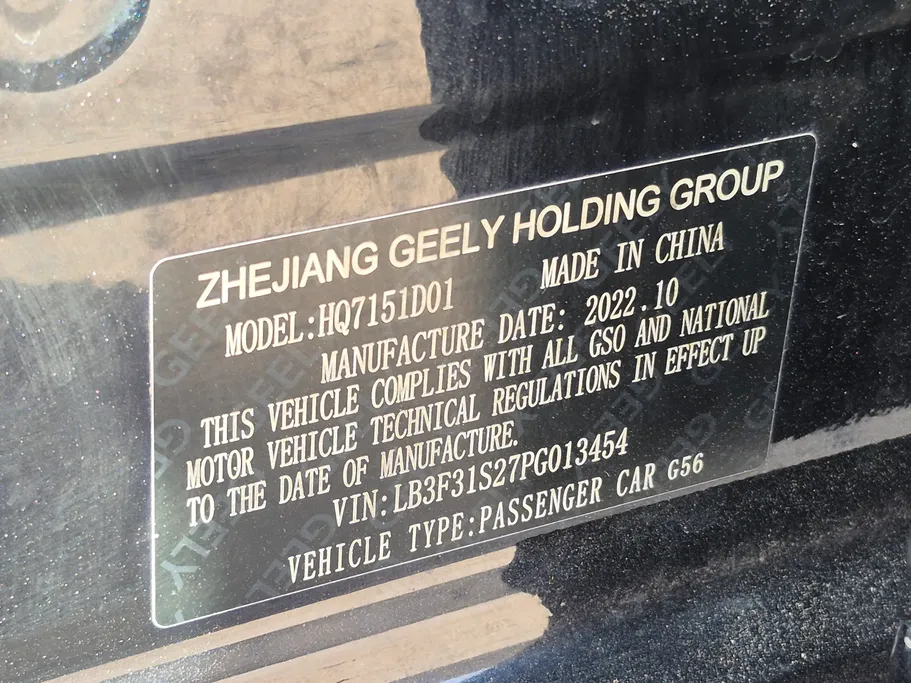 ZHEJIANG GEELY HOLDING GROUP
MODEL:HQ7151D01 MADE IN CHINA
MANUFACTURE DATE: 2022.10
THIS VEHICLE COMPLIES WITH ALL GSO AND NATIONAL
MOTOR VEHICLE TECHNICAL REGULATIONS IN EFFECT UP
TO THE DATE OF MANUFACTURE.
VIN:LB3F31S27PG013454
VEHICLE TYPE:PASSENGER CAR G56